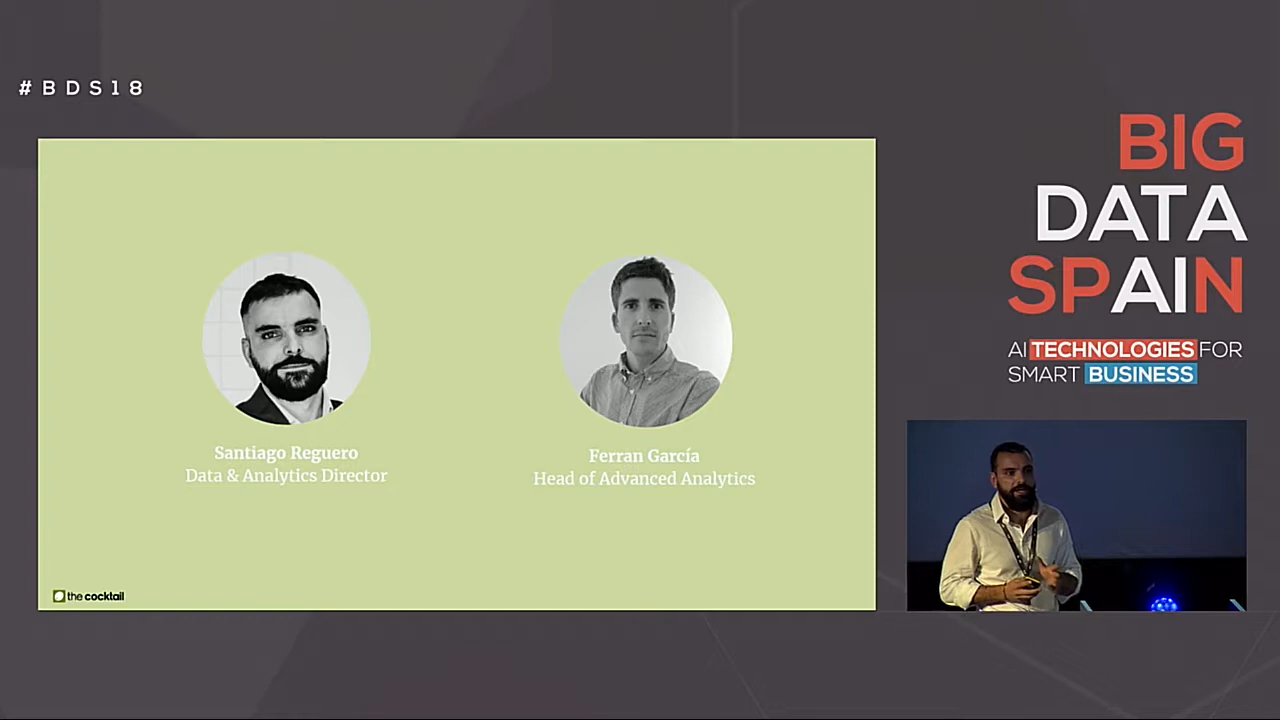 #BDS18
BIG
DATA
SPAIN
AI TECHNOLOGIES FOR
SMART BUSINESS
Santiago Reguero
Data & Analytics Director
Ferran García
Head of Advanced Analytics
the cocktail